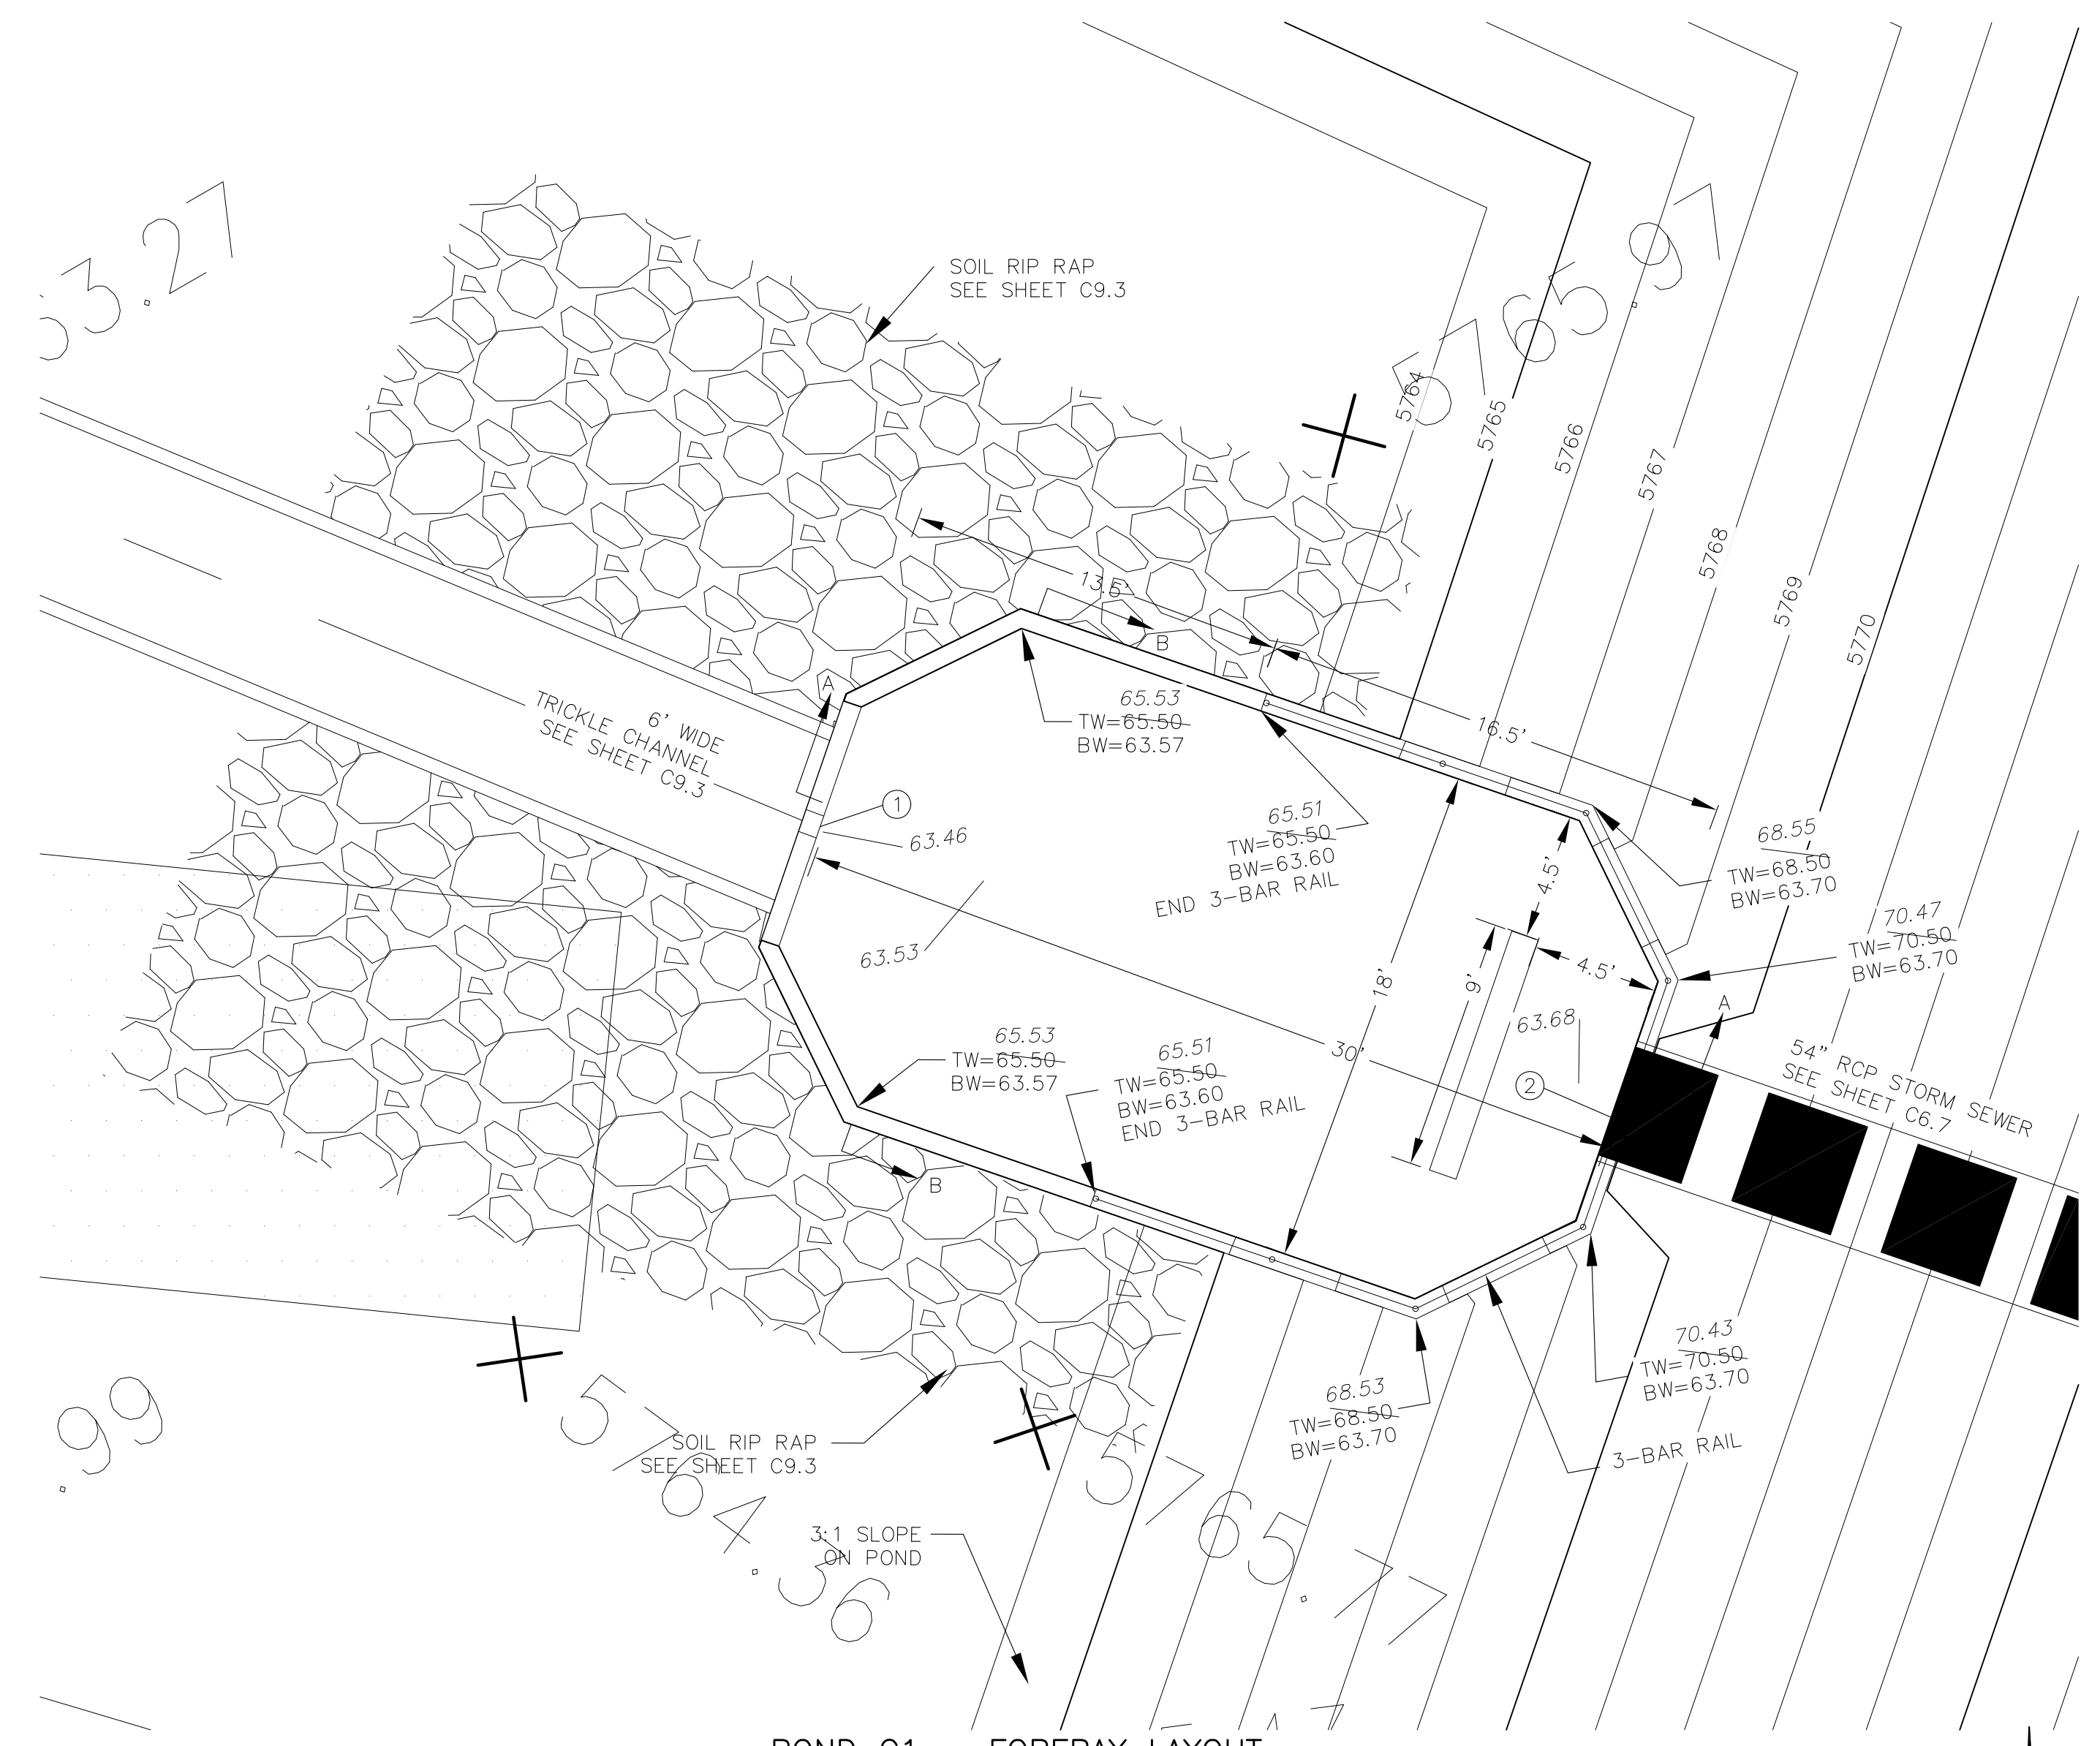 53.27
SOIL RIP RAP
SEE SHEET C9.3
5765.97
5764
5765
5766
5767
5768
5769
5770
13.5'
B
A
65.53
TW=65.50
BW=63.57
16.5'
6' WIDE
TRICKLE CHANNEL
SEE SHEET C9.3
1
63.46
65.51
TW=65.50
BW=63.60
END 3-BAR RAIL
68.55
TW=68.50
BW=63.70
4.5'
70.47
TW=70.50
BW=63.70
63.53
4.5'
9'
18'
63.68
A
30'
65.53
TW=65.50
BW=63.57
65.51
TW=65.50
BW=63.60
END 3-BAR RAIL
2
54" RCP STORM SEWER
SEE SHEET C6.7
B
70.43
TW=70.50
BW=63.70
68.53
TW=68.50
BW=63.70
3-BAR RAIL
.99
SOIL RIP RAP
SEE SHEET C9.3
5764.36
5765.77
3:1 SLOPE
ON POND
POND C1 FOREBAY LAYOUT